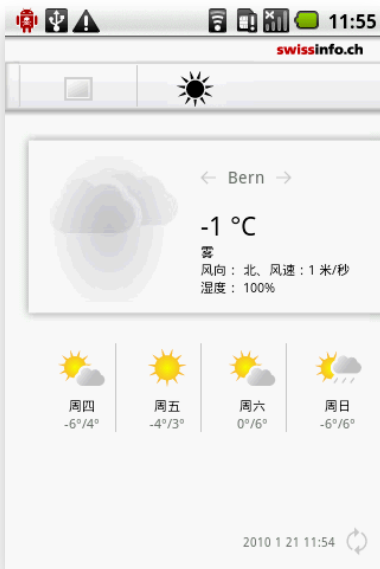 11:55
swissinfo.ch
Bern
-1 °C
雾
风向： 北、风速：1 米/秒
湿度： 100%
周四 周五 周六 周日
-6°/4° -4°/3° 0°/6° -6°/6°
2010 1 21 11:54